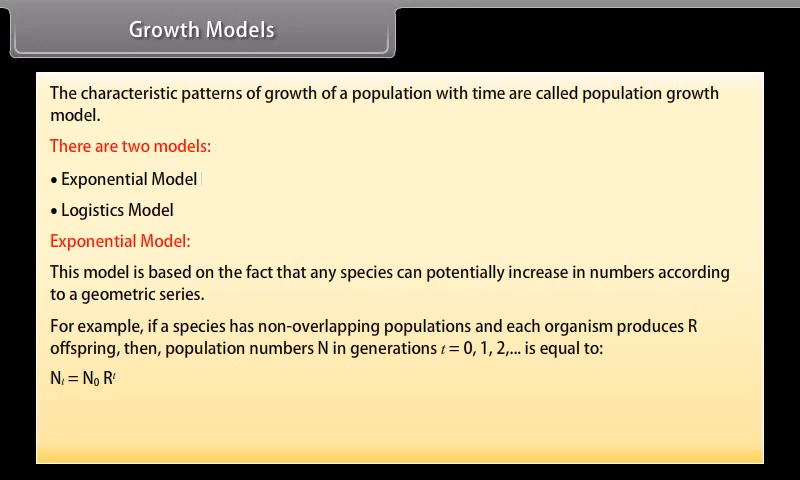 Growth Models
The characteristic patterns of growth of a population with time are called population growth
model.
There are two models:
• Exponential Model
• Logistics Model
Exponential Model:
This model is based on the fact that any species can potentially increase in numbers according
to a geometric series.
For example, if a species has non-overlapping populations and each organism produces R
offspring, then, population numbers N in generations t = 0, 1, 2,... is equal to:
Nₜ = N₀ Rᵗ